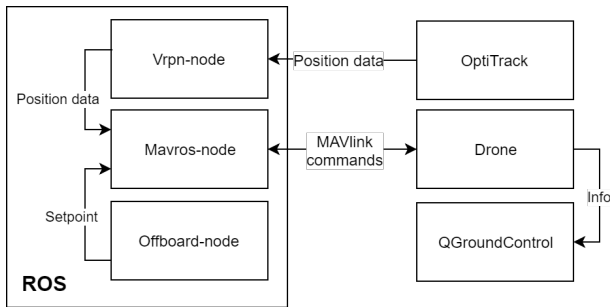 Vrpn-node
Position data
OptiTrack
Position data
Mavros-node
MAVlink
commands
Drone
Setpoint
Info
Offboard-node
QGroundControl
ROS